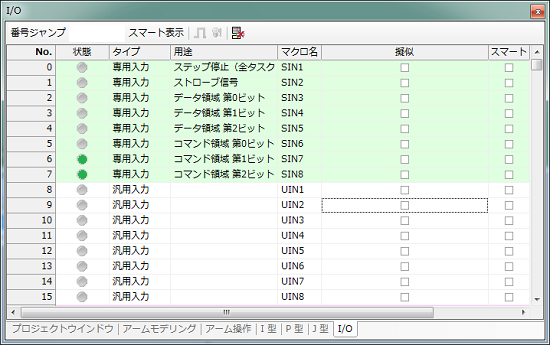 I/O
番号ジャンプ スマート表示
No. 状態 タイプ 用途 マクロ名 擬似 スマート
0 専用入力 ステップ停止（全タスク SIN1
1 専用入力 ストローブ信号 SIN2
2 専用入力 データ領域 第0ビット SIN3
3 専用入力 データ領域 第1ビット SIN4
4 専用入力 データ領域 第2ビット SIN5
5 専用入力 コマンド領域 第0ビット SIN6
6 専用入力 コマンド領域 第1ビット SIN7
7 専用入力 コマンド領域 第2ビット SIN8
8 汎用入力 UIN1
9 汎用入力 UIN2
10 汎用入力 UIN3
11 汎用入力 UIN4
12 汎用入力 UIN5
13 汎用入力 UIN6
14 汎用入力 UIN7
15 汎用入力 UIN8
プロジェクトウインドウ アームモデリング アーム操作 I 型 P 型 J 型 I/O